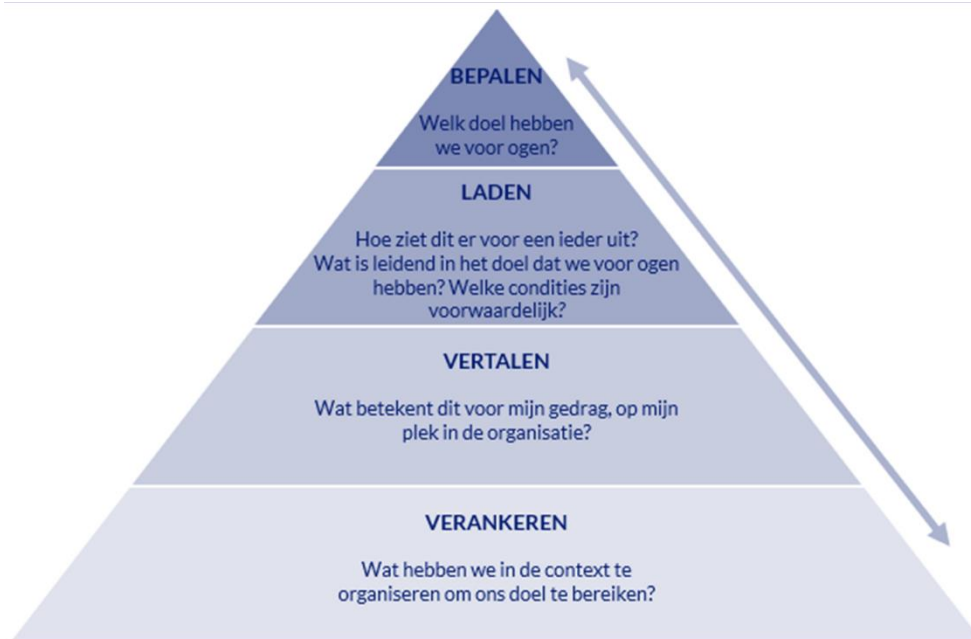 BEPALEN
Welk doel hebben
we voor ogen?
LADEN
Hoe ziet dit er voor een ieder uit?
Wat is leidend in het doel dat we voor ogen
hebben? Welke condities zijn
voorwaardelijk?
VERTALEN
Wat betekent dit voor mijn gedrag, op mijn
plek in de organisatie?
VERANKEREN
Wat hebben we in de context te
organiseren om ons doel te bereiken?